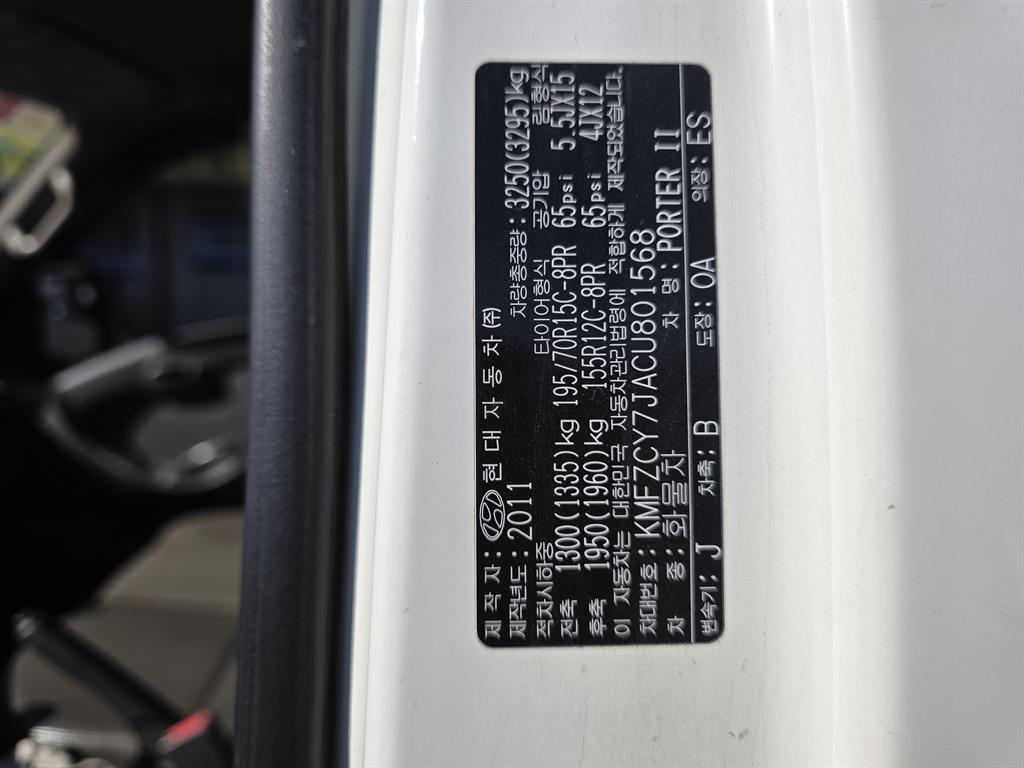 제 작 자: 현 대 자 동 차 (주)
제작년도: 2011 차량총중량: 3250(3295)kg
적차시하중 타이어형식 공기압 림형식
전축 1300(1335)kg 195/70R15C-8PR 65psi 5.5JX15
후축 1950(1960)kg 155R12C-8PR 65psi 4JX12
이 자동차는 대한민국 자동차관리법령에 적합하게 제작되었습니다.
차대번호: KMFZCY7JACU801568
차 종: 화물차 차 명: PORTER II
변속기: J 차축: B 도장: OA 의장: ES